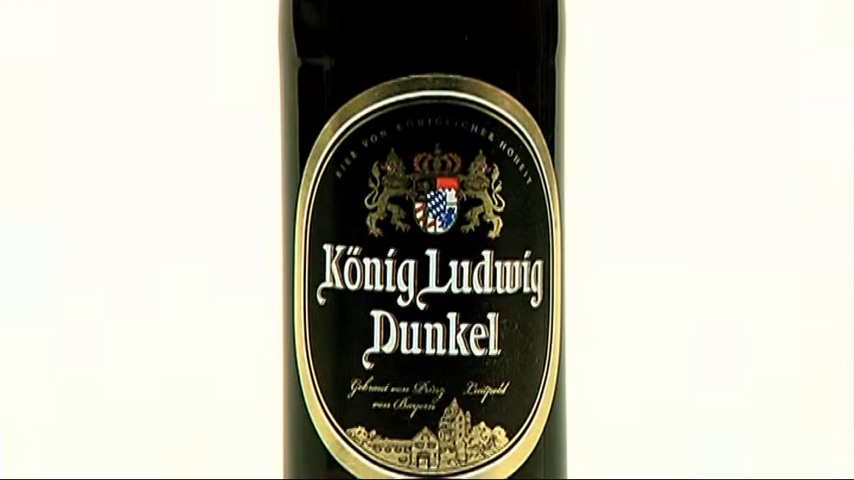 BIER VON KÖNIGLICHER HOHEIT
König Ludwig
Dunkel
Gebraut von Prinz Luitpold
von Bayern